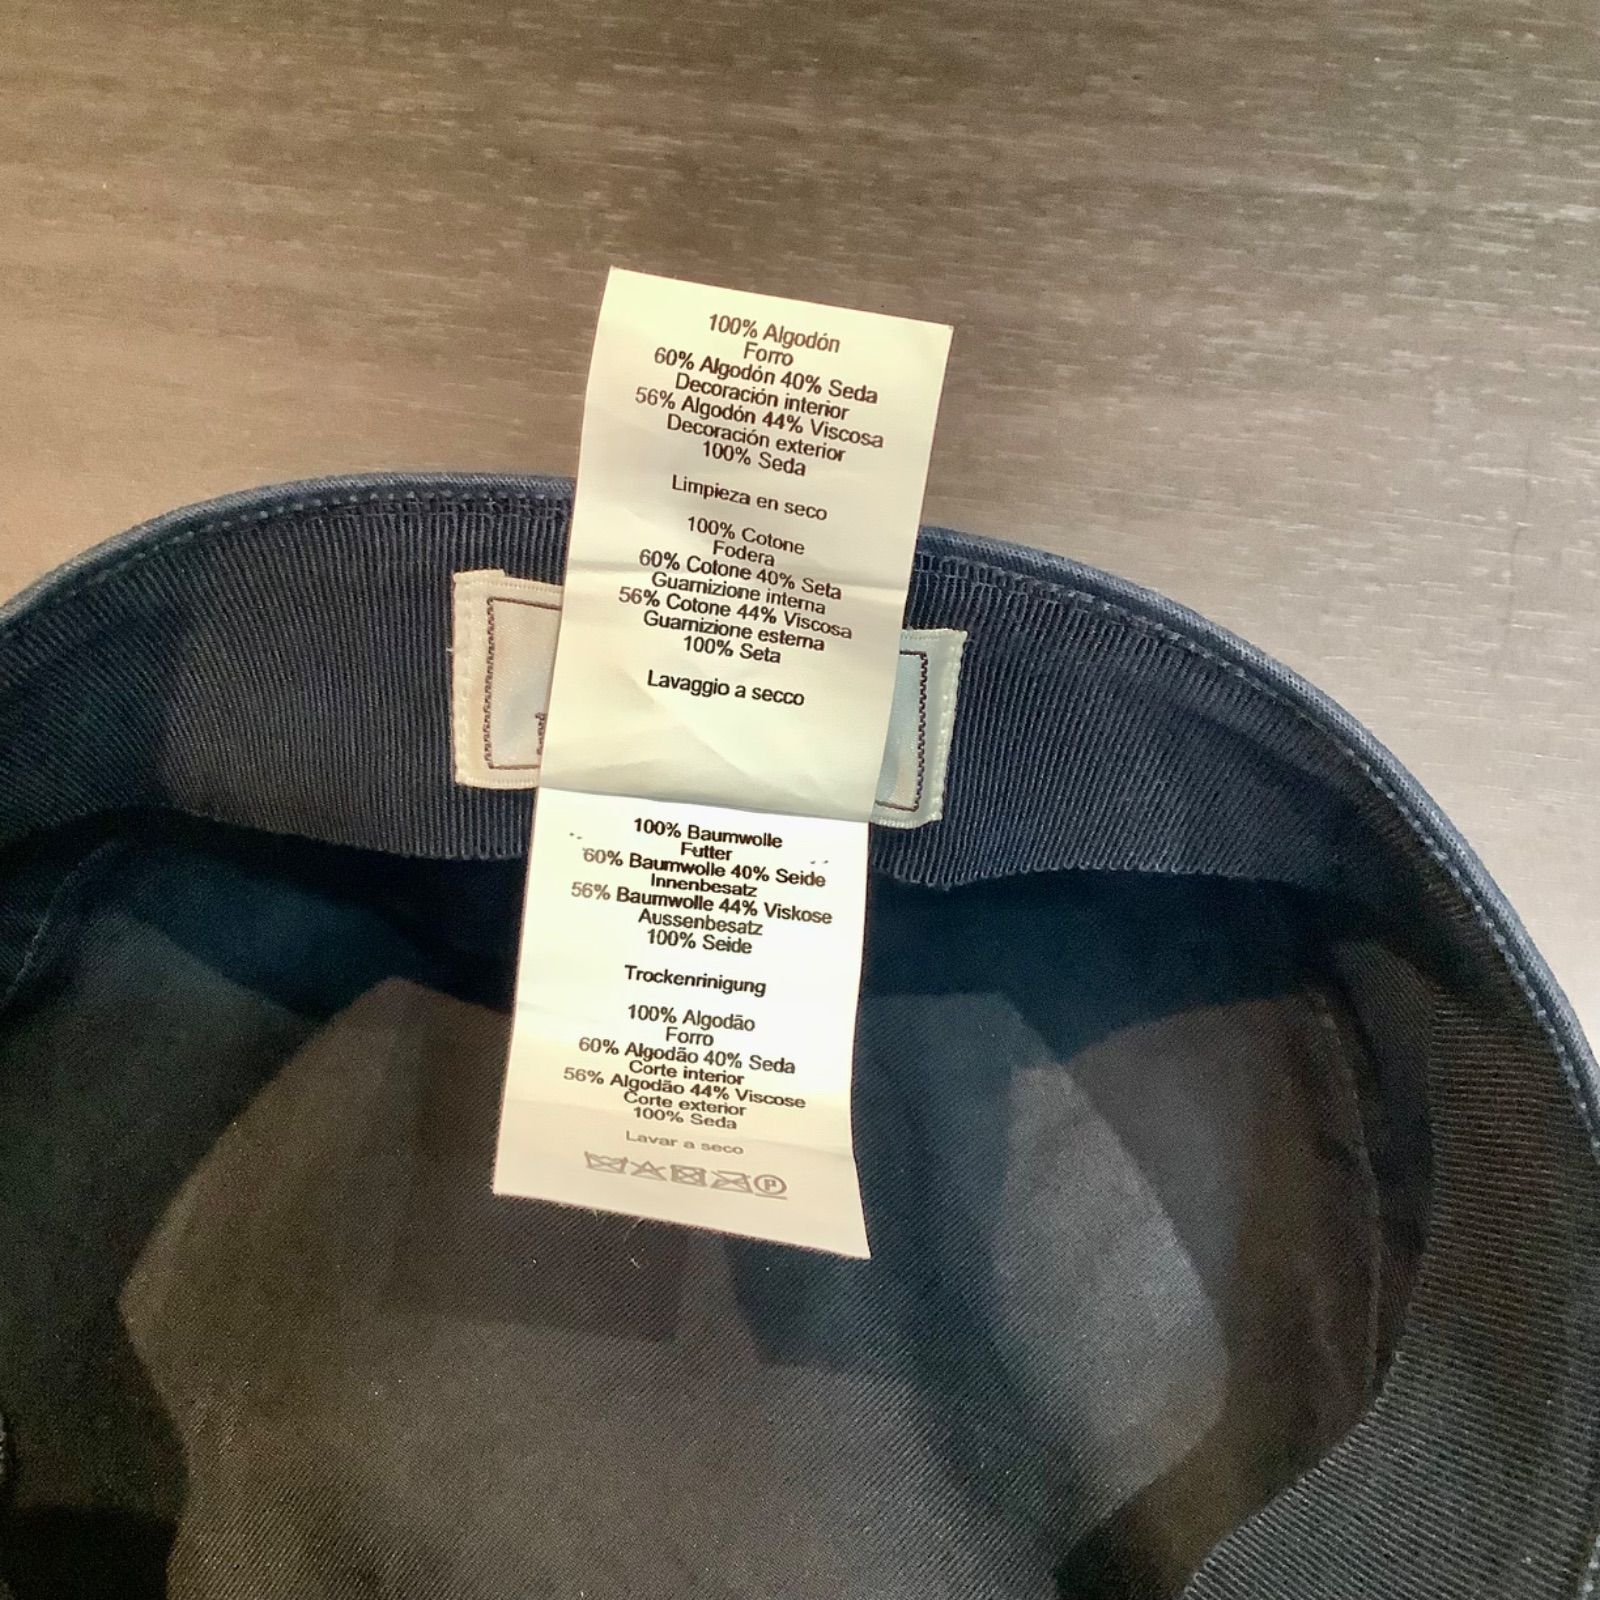 100% Algodón
Forro
60% Algodón 40% Seda
Decoración interior
56% Algodón 44% Viscosa
Decoración exterior
100% Seda
Limpieza en seco
100% Cotone
Fodera
60% Cotone 40% Seta
Guarnizione interna
56% Cotone 44% Viscosa
Guarnizione esterna
100% Seta
Lavaggio a secco
100% Baumwolle
Futter
60% Baumwolle 40% Seide
Innenbesatz
56% Baumwolle 44% Viskose
Aussenbesatz
100% Seide
Trockenrinigung
100% Algodão
Forro
60% Algodão 40% Seda
Corte interior
56% Algodão 44% Viscose
Corte exterior
100% Seda
Lavar a seco
P